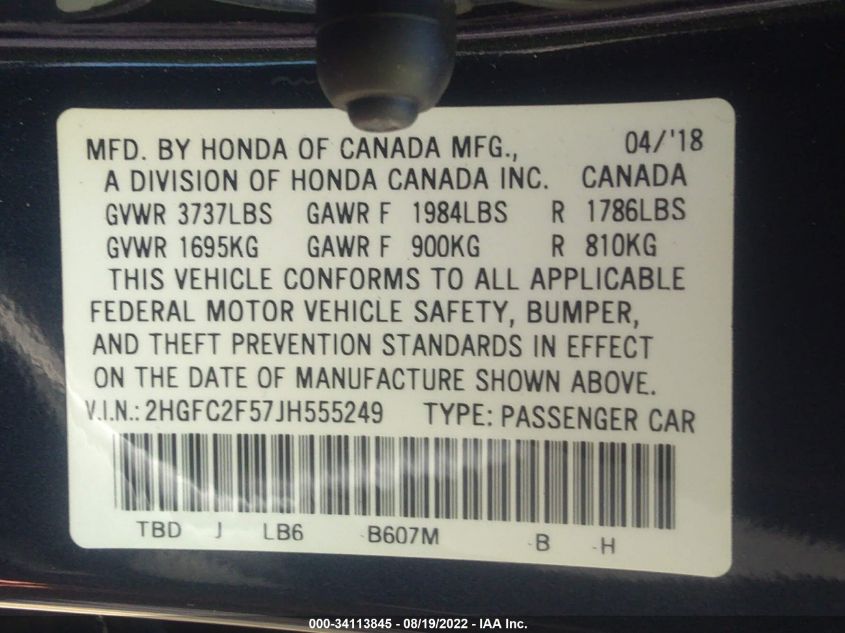 MFD. BY HONDA OF CANADA MFG., 04/'18
A DIVISION OF HONDA CANADA INC. CANADA
GVWR 3737LBS GAWR F 1984LBS R 1786LBS
GVWR 1695KG GAWR F 900KG R 810KG
THIS VEHICLE CONFORMS TO ALL APPLICABLE
FEDERAL MOTOR VEHICLE SAFETY, BUMPER,
AND THEFT PREVENTION STANDARDS IN EFFECT
ON THE DATE OF MANUFACTURE SHOWN ABOVE.
V.I.N.: 2HGFC2F57JH555249 TYPE: PASSENGER CAR
TBD J LB6 -B607M -B -H
000-34113845 - 08/19/2022 - IAA Inc.